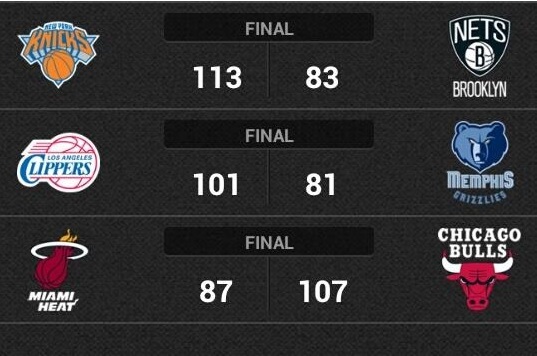 NEW YORK
KNICKS
FINAL
113 83
NETS
B
BROOKLYN
LOS ANGELES
CLIPPERS
FINAL
101 81
MEMPHIS
GRIZZLIES
MIAMI
HEAT
FINAL
87 107
CHICAGO
BULLS